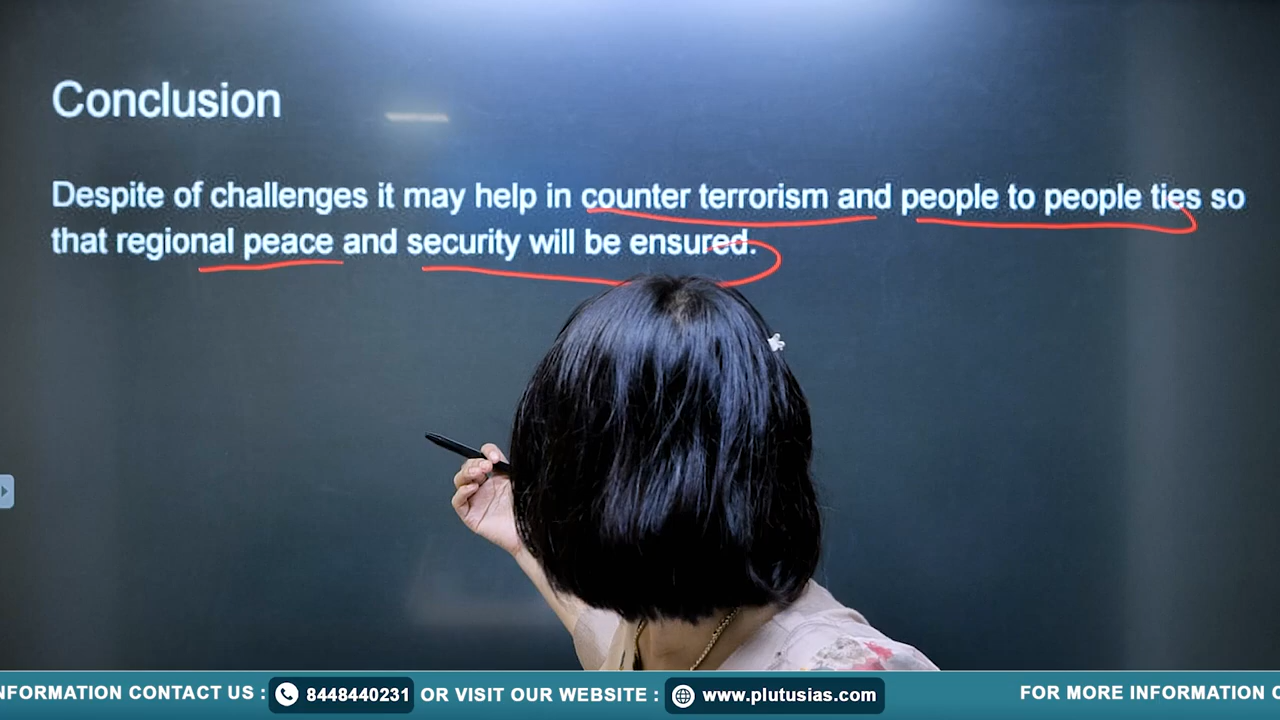 Conclusion
Despite of challenges it may help in counter terrorism and people to people ties so
that regional peace and security will be ensured.
NFORMATION CONTACT US : 8448440231 OR VISIT OUR WEBSITE : www.plutusias.com FOR MORE INFORMATION C